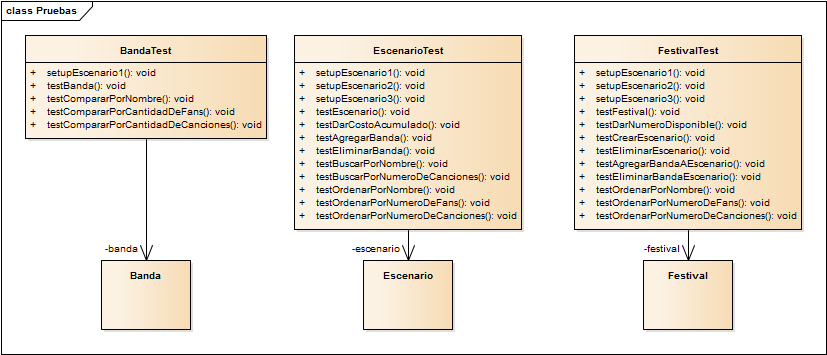 class Pruebas
BandaTest
+ setupEscenario1(): void
+ testBanda(): void
+ testCompararPorNombre(): void
+ testCompararPorCantidadDeFans(): void
+ testCompararPorCantidadDeCanciones(): void
-banda
Banda
EscenarioTest
+ setupEscenario1(): void
+ setupEscenario2(): void
+ setupEscenario3(): void
+ testEscenario(): void
+ testDarCostoAcumulado(): void
+ testAgregarBanda(): void
+ testEliminarBanda(): void
+ testBuscarPorNombre(): void
+ testBuscarPorNumeroDeCanciones(): void
+ testOrdenarPorNombre(): void
+ testOrdenarPorNumeroDeFans(): void
+ testOrdenarPorNumeroDeCanciones(): void
-escenario
Escenario
FestivalTest
+ setupEscenario1(): void
+ setupEscenario2(): void
+ setupEscenario3(): void
+ testFestival(): void
+ testDarNumeroDisponible(): void
+ testCrearEscenario(): void
+ testEliminarEscenario(): void
+ testAgregarBandaAEscenario(): void
+ testEliminarBandaEscenario(): void
+ testOrdenarPorNombre(): void
+ testOrdenarPorNumeroDeFans(): void
+ testOrdenarPorNumeroDeCanciones(): void
-festival
Festival